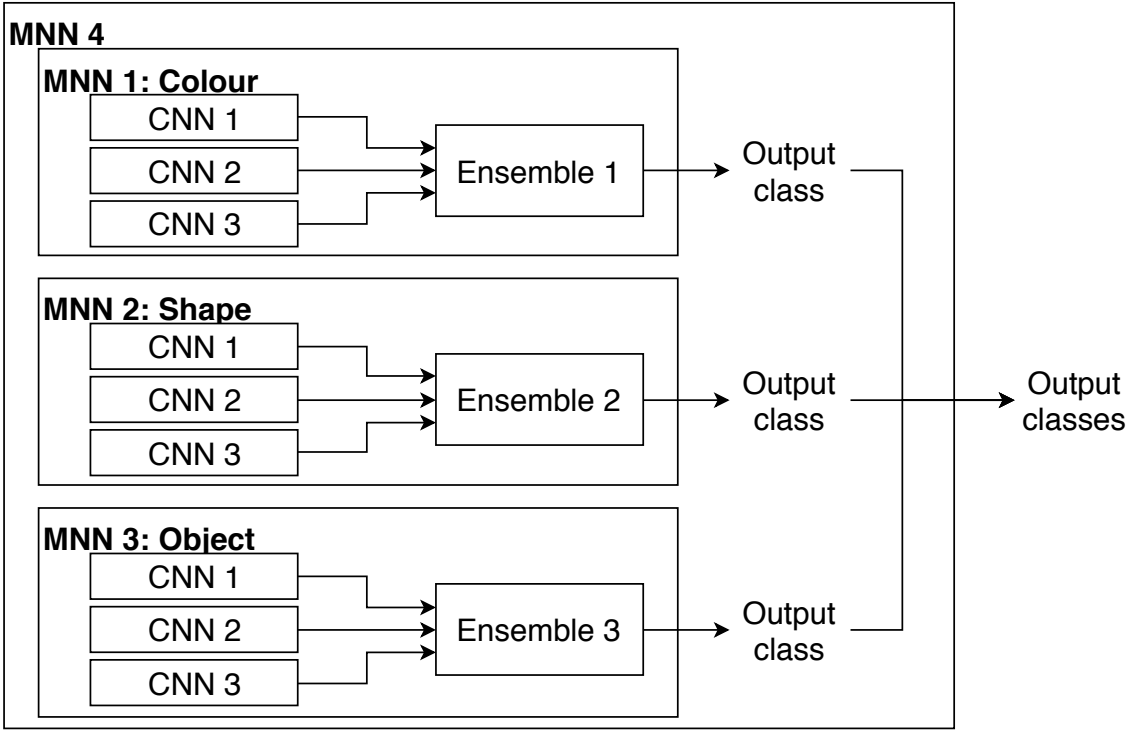 MNN 4
MNN 1: Colour
CNN 1
CNN 2
CNN 3
Ensemble 1
Output
class
MNN 2: Shape
CNN 1
CNN 2
CNN 3
Ensemble 2
Output
class
MNN 3: Object
CNN 1
CNN 2
CNN 3
Ensemble 3
Output
class
Output
classes